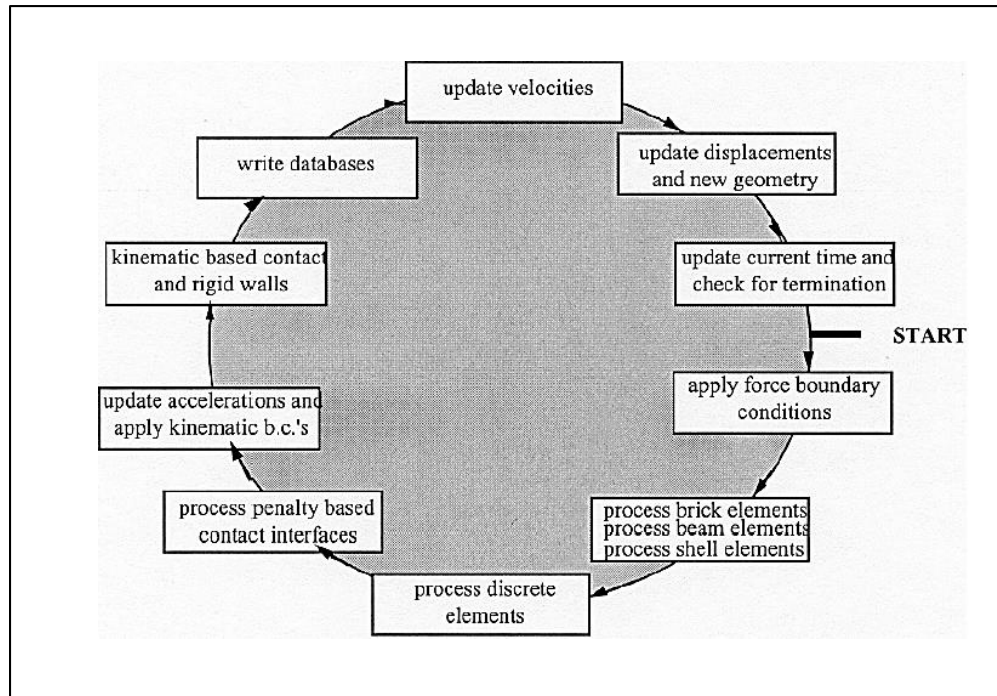 update velocities
update displacements
and new geometry
update current time and
check for termination
START
apply force boundary
conditions
process brick elements
process beam elements
process shell elements
process discrete
elements
process penalty based
contact interfaces
update accelerations and
apply kinematic b.c.'s
kinematic based contact
and rigid walls
write databases